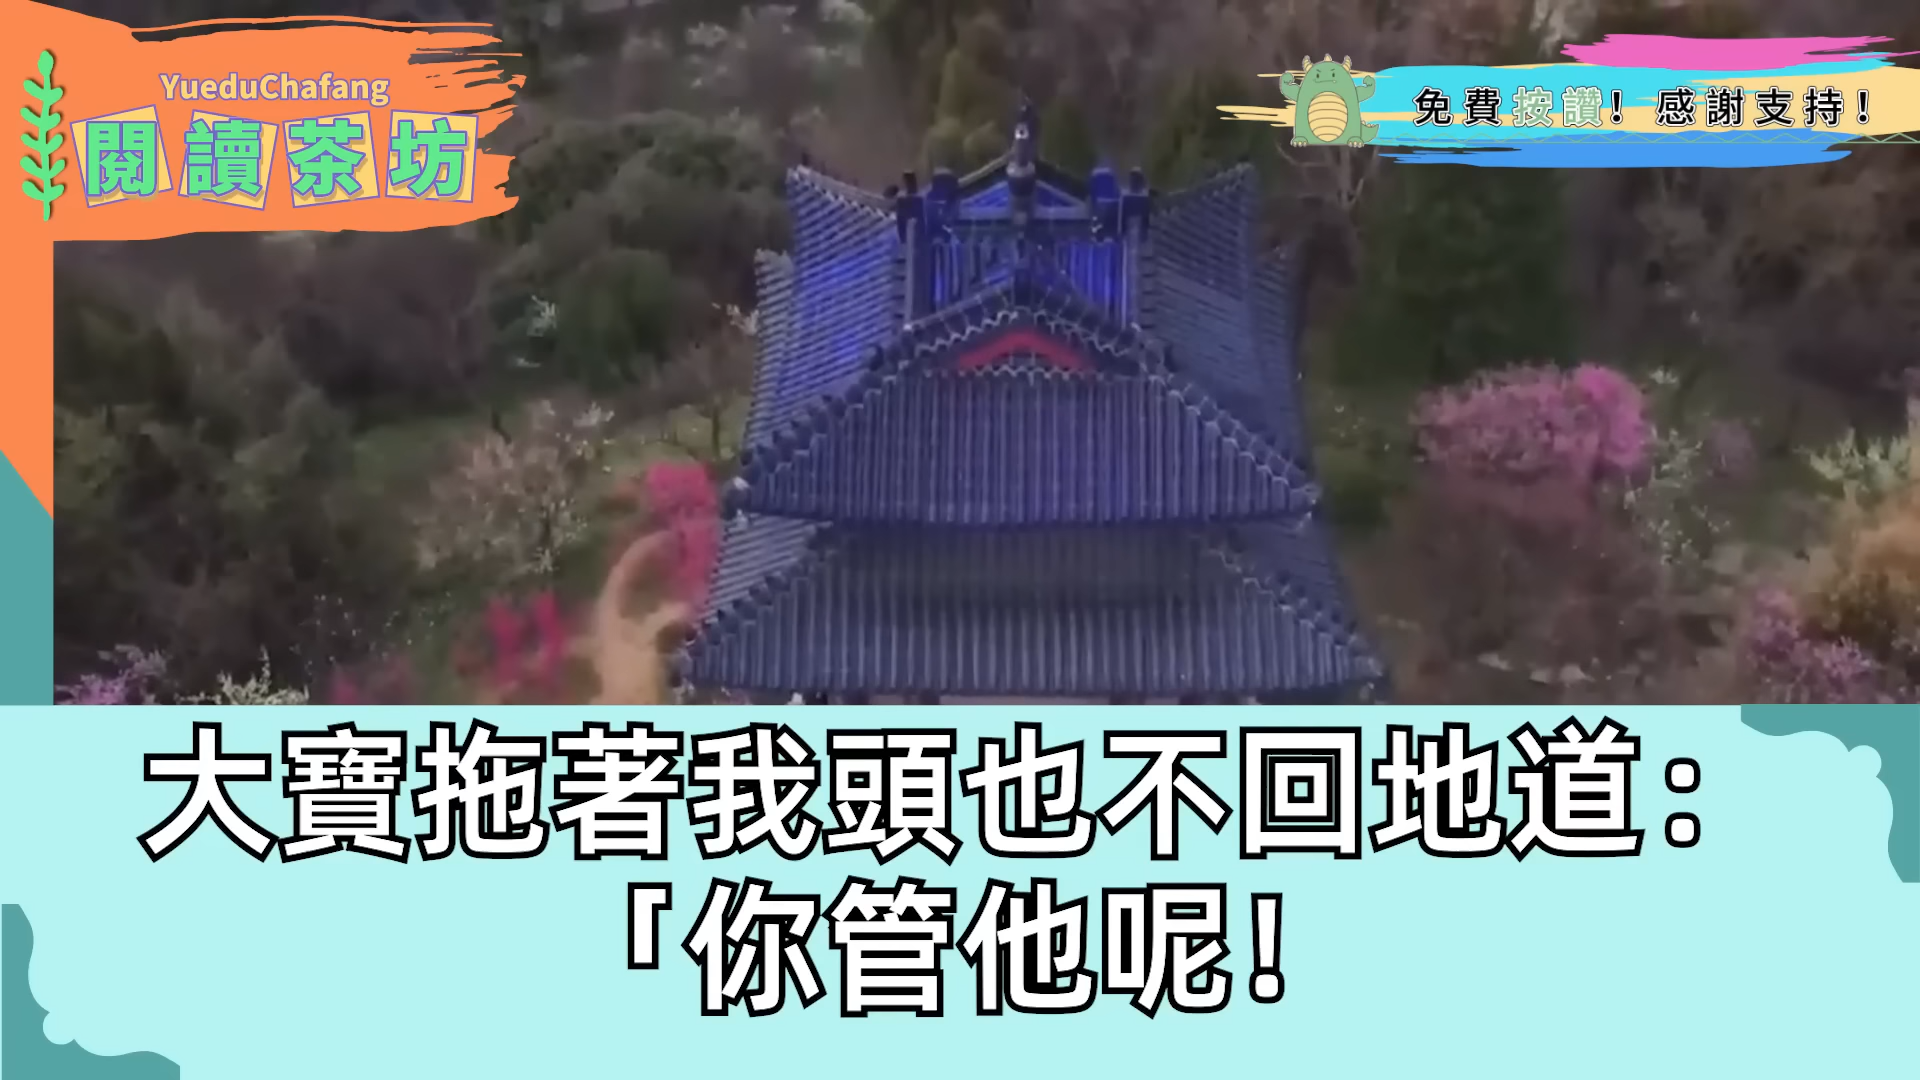 YueduChafang
閱讀茶坊
免費按讚！感謝支持！
大寶拖著我頭也不回地道：
「你管他呢！